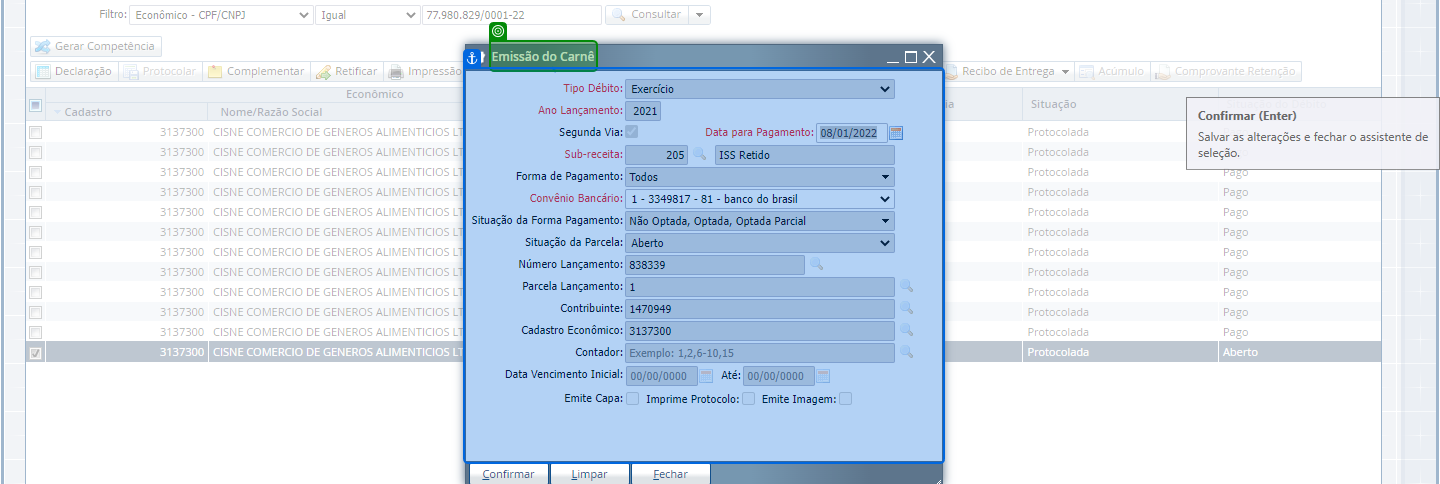 Filtro: Econômico - CPF/CNPJ Igual 77.980.829/0001-22 Consultar
Gerar Competência
Emissão do Carnê
Declaração Protocolar Complementar Retificar Impressão Recibo de Entrega Acúmulo Comprovante Retenção
Econômico
Cadastro Nome/Razão Social Situação
Confirmar (Enter)
Salvar as alterações e fechar o assistente de
seleção.
Tipo Débito: Exercício
Ano Lançamento: 2021
Segunda Via: Data para Pagamento: 08/01/2022
Sub-receita: 205 ISS Retido
Forma de Pagamento: Todos
Convênio Bancário: 1 - 3349817 - 81 - banco do brasil
Situação da Forma Pagamento: Não Optada, Optada, Optada Parcial
Situação da Parcela: Aberto
Número Lançamento: 838339
Parcela Lançamento: 1
Contribuinte: 1470949
Cadastro Econômico: 3137300
Contador: Exemplo: 1,2,6-10,15
Data Vencimento Inicial: 00/00/0000 Até: 00/00/0000
Emite Capa: Imprime Protocolo: Emite Imagem:
Confirmar Limpar Fechar
3137300 CISNE COMERCIO DE GENEROS ALIMENTICIOS LT Protocolada
3137300 CISNE COMERCIO DE GENEROS ALIMENTICIOS LT Protocolada
3137300 CISNE COMERCIO DE GENEROS ALIMENTICIOS LT Protocolada Pago
3137300 CISNE COMERCIO DE GENEROS ALIMENTICIOS LT Protocolada Pago
3137300 CISNE COMERCIO DE GENEROS ALIMENTICIOS LT Protocolada Pago
3137300 CISNE COMERCIO DE GENEROS ALIMENTICIOS LT Protocolada Pago
3137300 CISNE COMERCIO DE GENEROS ALIMENTICIOS LT Protocolada Pago
3137300 CISNE COMERCIO DE GENEROS ALIMENTICIOS LT Protocolada Pago
3137300 CISNE COMERCIO DE GENEROS ALIMENTICIOS LT Protocolada Pago
3137300 CISNE COMERCIO DE GENEROS ALIMENTICIOS LT Protocolada Pago
3137300 CISNE COMERCIO DE GENEROS ALIMENTICIOS LT Protocolada Pago
3137300 CISNE COMERCIO DE GENEROS ALIMENTICIOS LT Protocolada Aberto